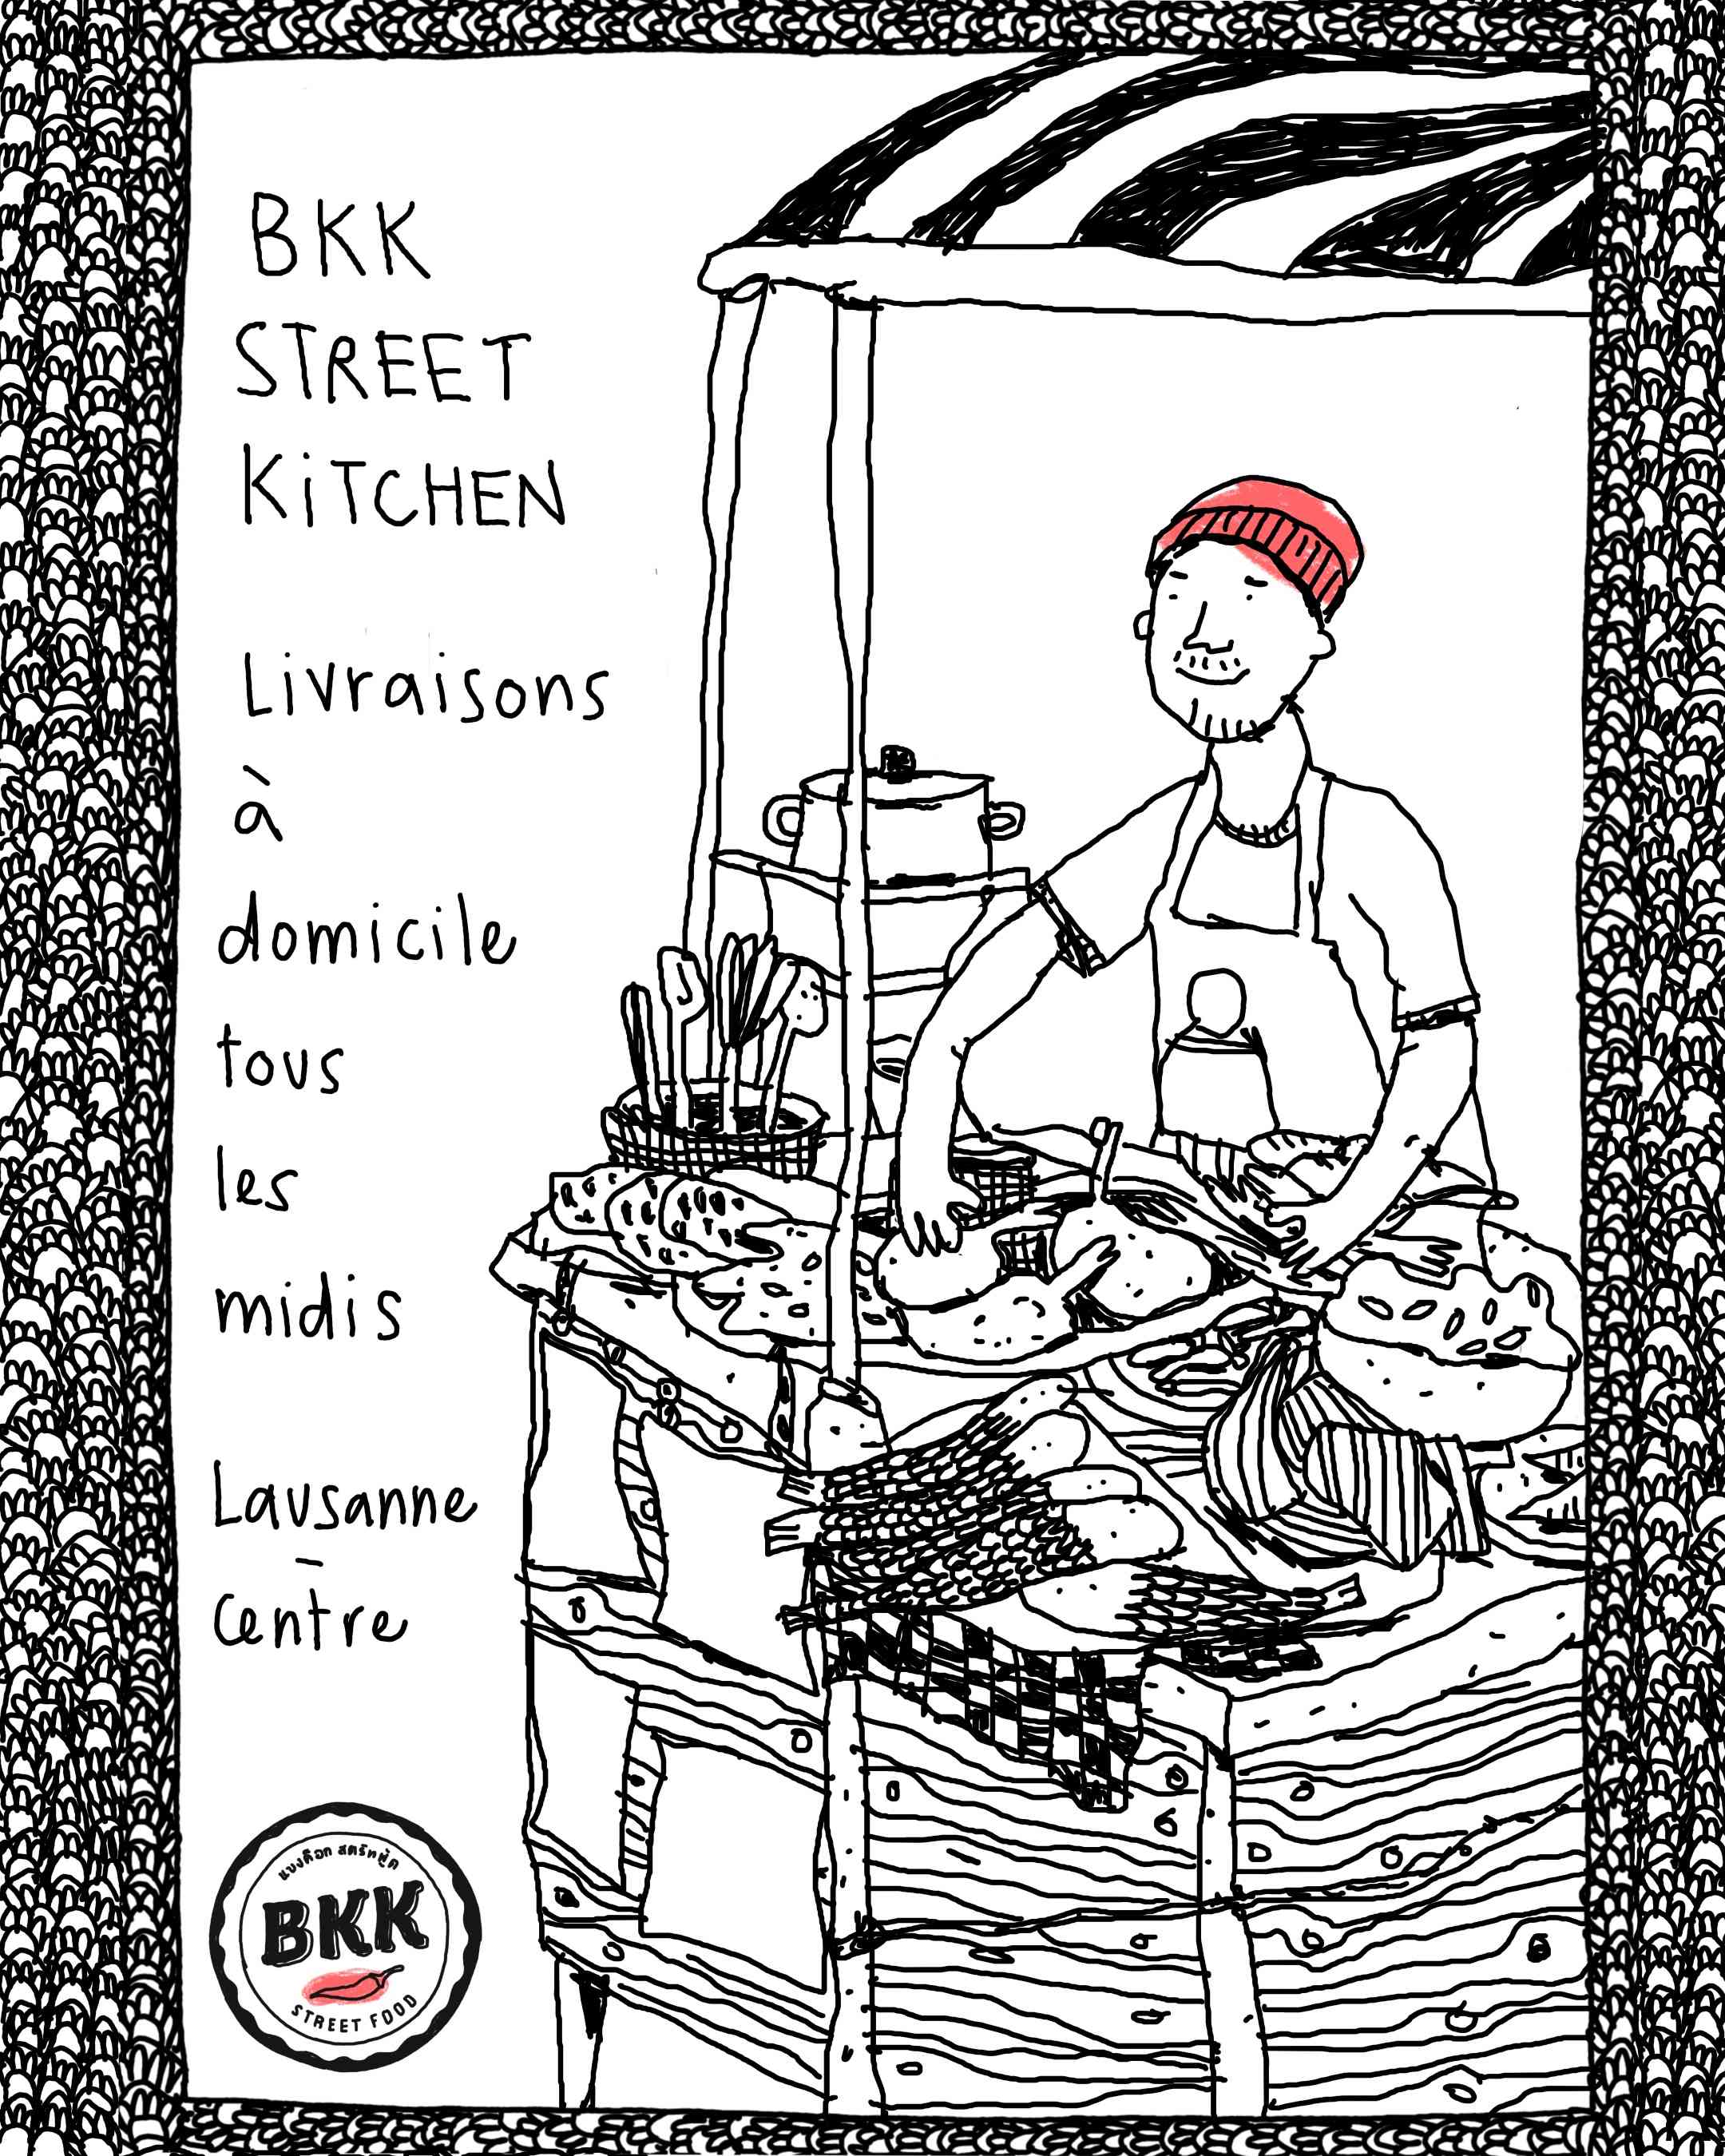 BKK
STREET
KiTCHEN
Livraisons
à
domicile
tous
les
midis
Lausanne
-
Centre
แบงค็อก สตรีทฟู้ด
BKK
STREET FOOD